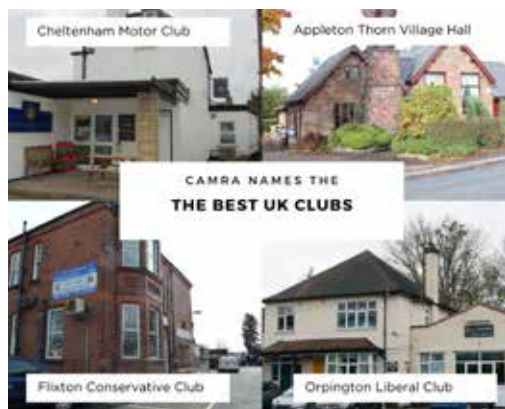 Cheltenham Motor Club
Appleton Thorn Village Hall
CAMRA NAMES THE
THE BEST UK CLUBS
Flixton Conservative Club
Orpington Liberal Club